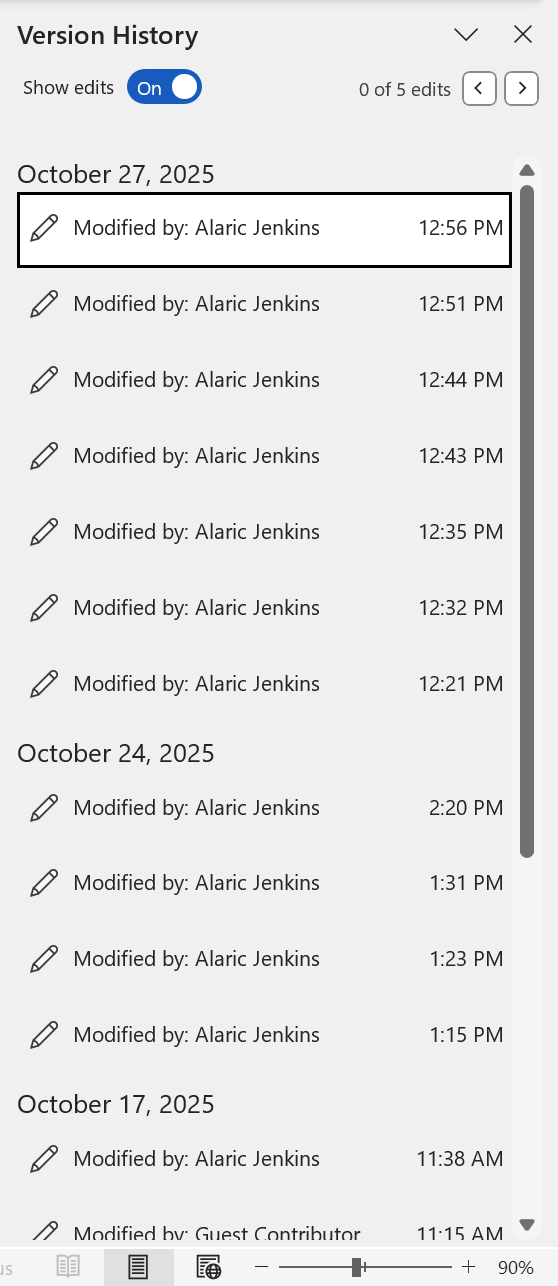 Version History
Show edits On 0 of 5 edits
October 27, 2025
Modified by: Alaric Jenkins 12:56 PM
Modified by: Alaric Jenkins 12:51 PM
Modified by: Alaric Jenkins 12:44 PM
Modified by: Alaric Jenkins 12:43 PM
Modified by: Alaric Jenkins 12:35 PM
Modified by: Alaric Jenkins 12:32 PM
Modified by: Alaric Jenkins 12:21 PM
October 24, 2025
Modified by: Alaric Jenkins 2:20 PM
Modified by: Alaric Jenkins 1:31 PM
Modified by: Alaric Jenkins 1:23 PM
Modified by: Alaric Jenkins 1:15 PM
October 17, 2025
Modified by: Alaric Jenkins 11:38 AM
Modified by: Guest Contributor 11:15 AM
90%